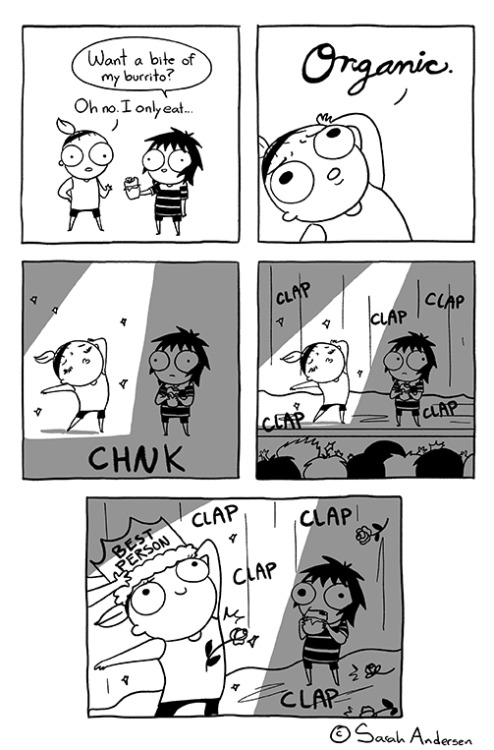 Want a bite of
my burrito?
Oh no. I only eat...
Organic.
CHNK
CLAP
CLAP
CLAP
CLAP
CLAP
BEST
PERSON
CLAP
CLAP
CLAP
CLAP
© Sarah Andersen